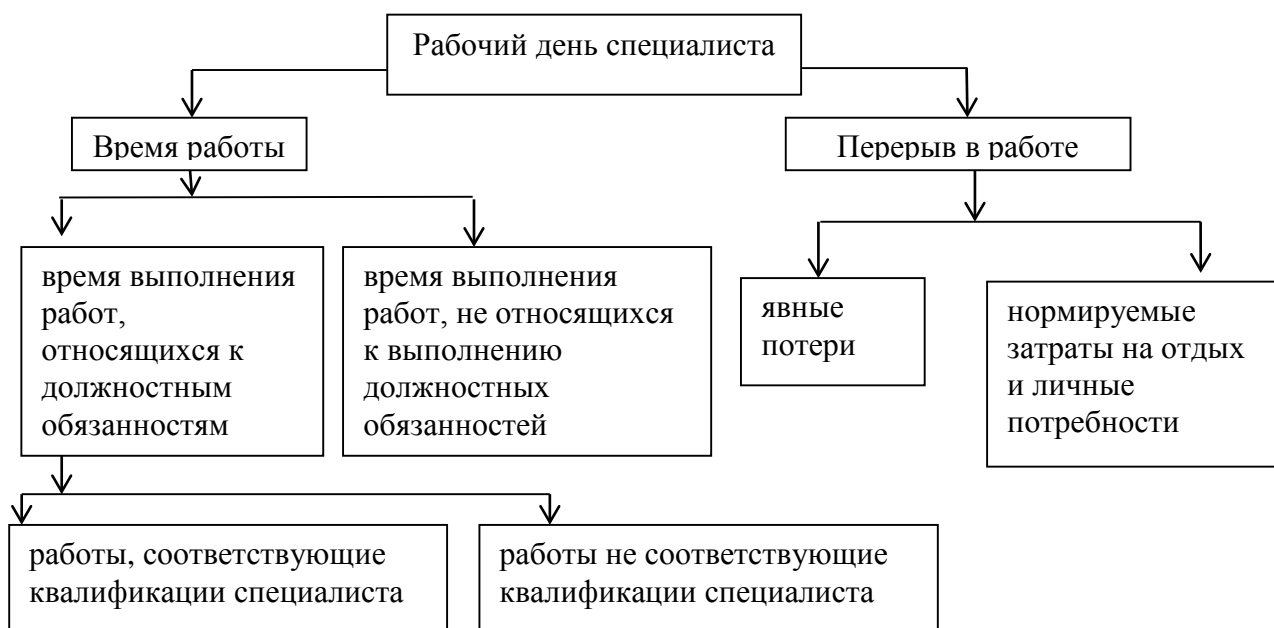 Рабочий день специалиста
Время работы
Перерыв в работе
время выполнения
работ,
относящихся к
должностным
обязанностям
время выполнения
работ, не относящихся
к выполнению
должностных
обязанностей
явные
потери
нормируемые
затраты на отдых
и личные
потребности
работы, соответствующие
квалификации специалиста
работы не соответствующие
квалификации специалиста